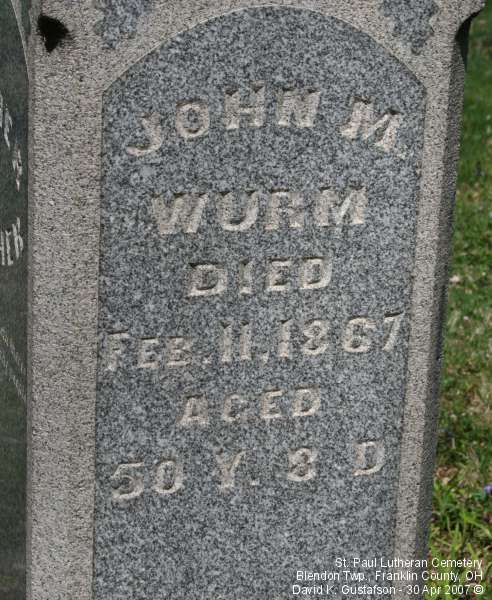 JOHN M.
WURM
DIED
FEB. 11, 1867
AGED
50 Y. 8 D
St. Paul Lutheran Cemetery
Blendon Twp., Franklin County, OH
David K. Gustafson - 30 Apr 2007 ©